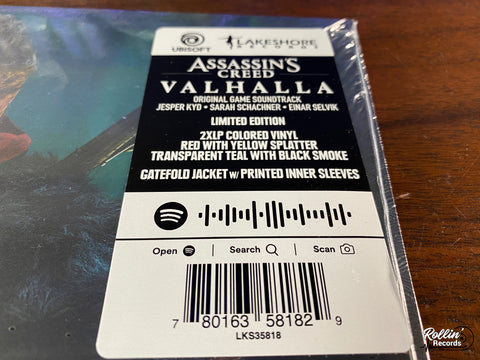 UBISOFT
LAKESHORE
RECORDS
ASSASSIN'S
CREED
VALHALLA
ORIGINAL GAME SOUNDTRACK
JESPER KYD • SARAH SCHACHNER • EINAR SELVIK
LIMITED EDITION
2XLP COLORED VINYL
RED WITH YELLOW SPLATTER
TRANSPARENT TEAL WITH BLACK SMOKE
GATEFOLD JACKET W/ PRINTED INNER SLEEVES
Open | Search | Scan
7 80163 58182 9
LKS35818
Rollin' Records